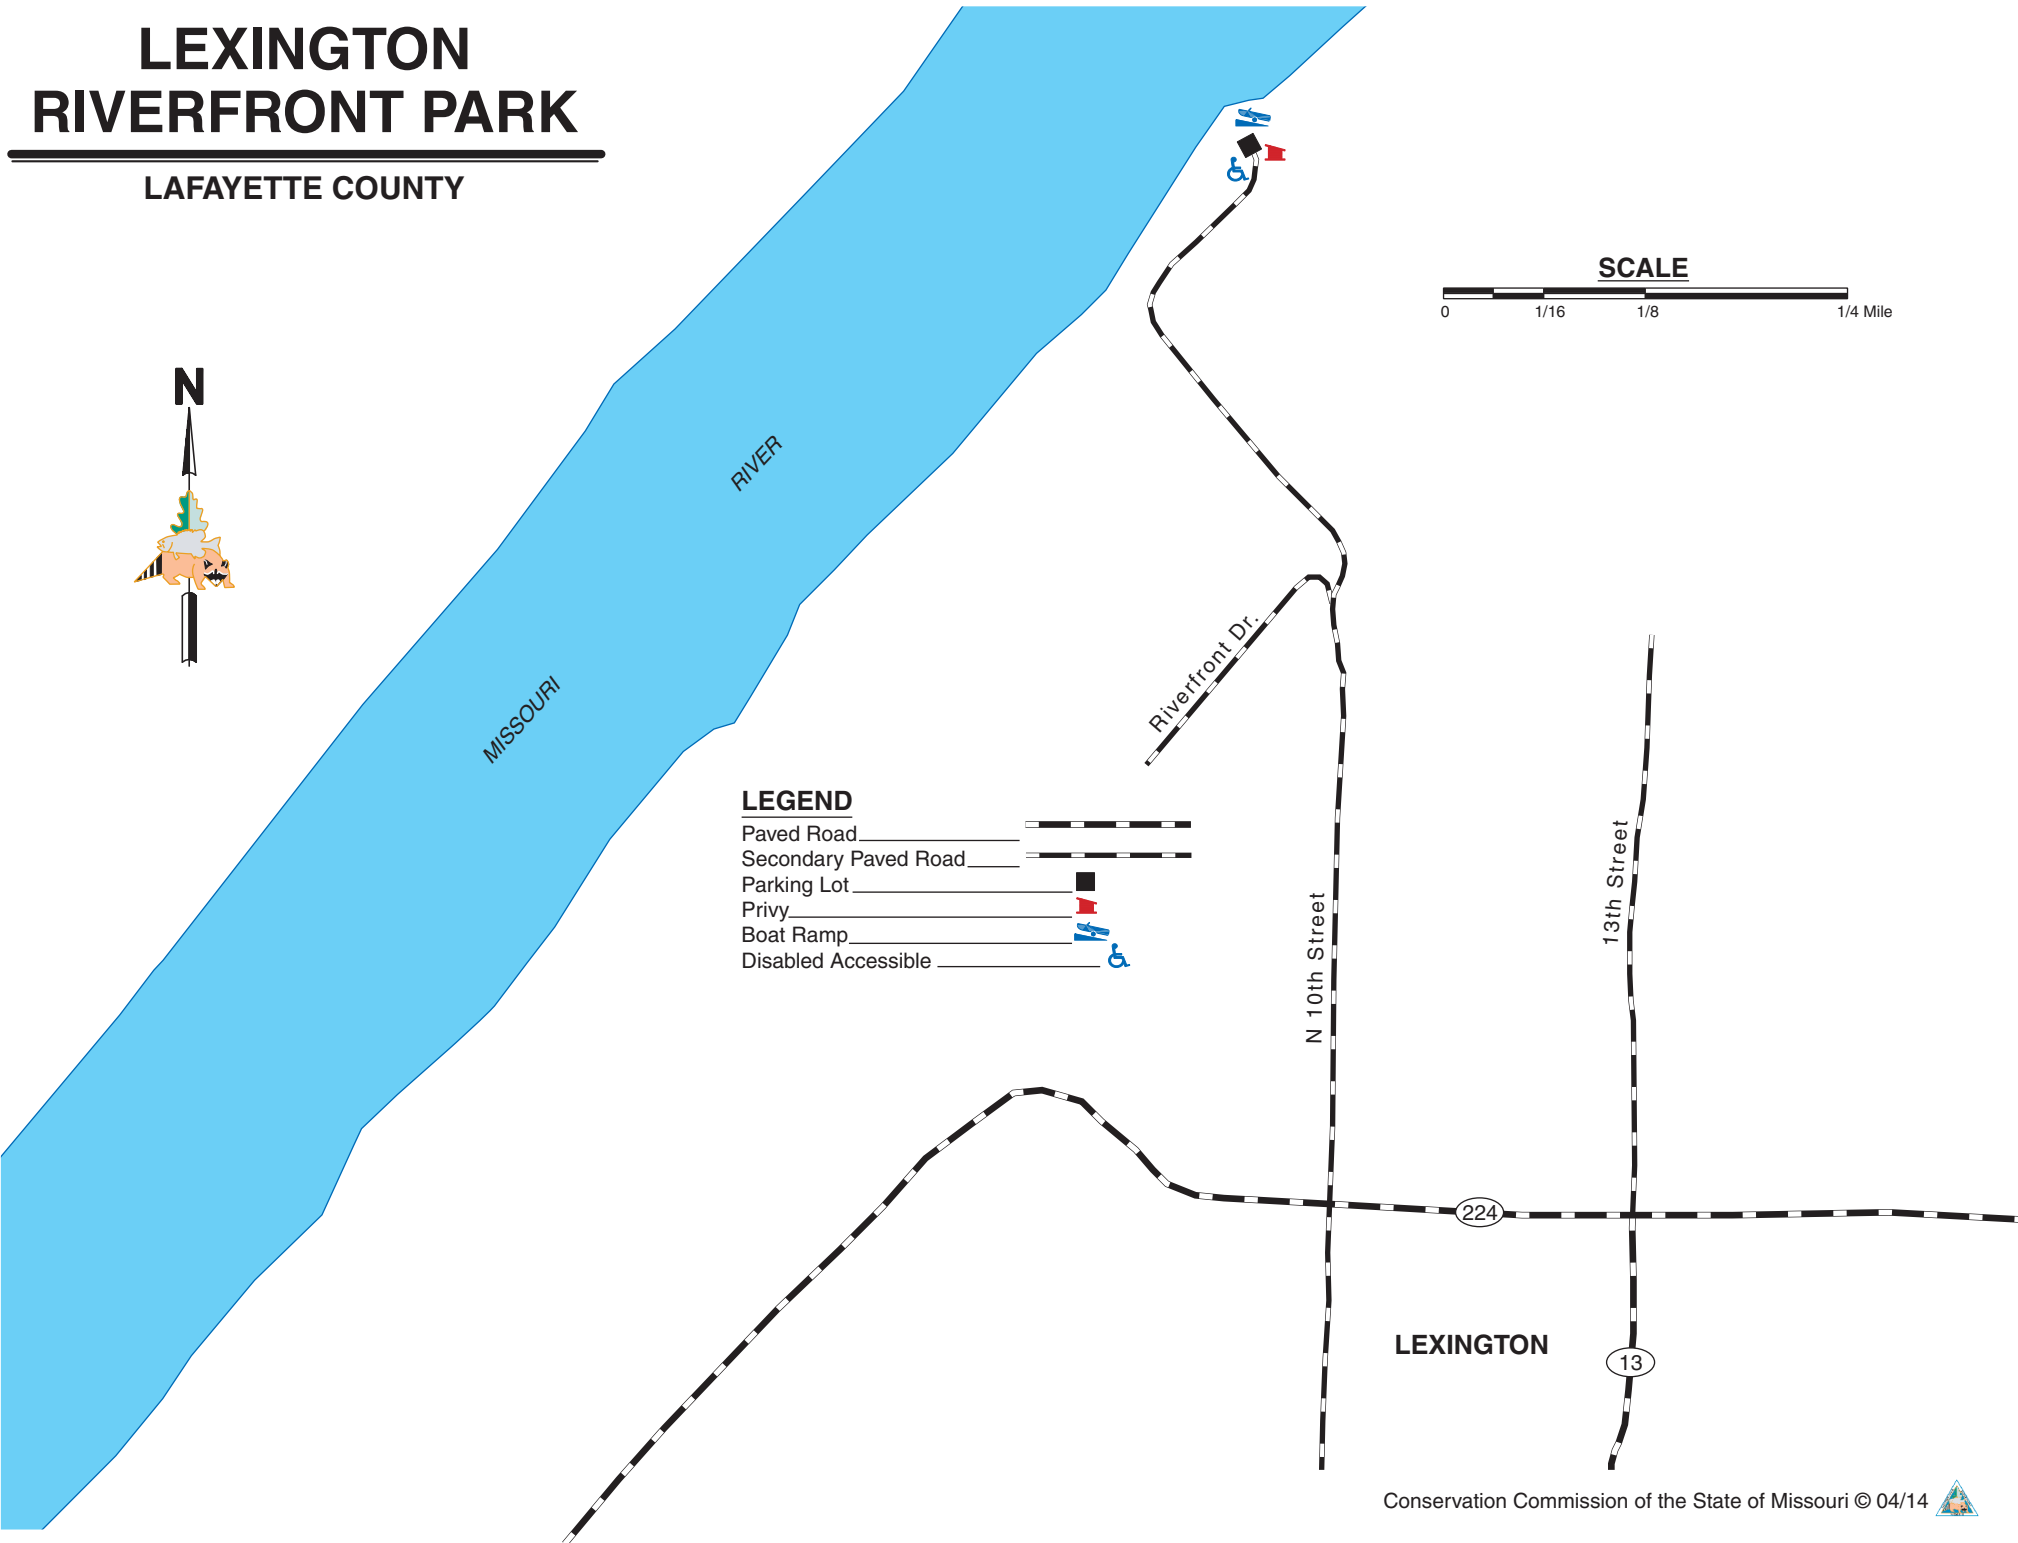 LEXINGTON
RIVERFRONT PARK
LAFAYETTE COUNTY
SCALE
0 1/16 1/8 1/4 Mile
N
RIVER
MISSOURI
Riverfront Dr.
N 10th Street
13th Street
LEGEND
Paved Road
Secondary Paved Road
Parking Lot
Privy
Boat Ramp
Disabled Accessible
224
LEXINGTON
13
Conservation Commission of the State of Missouri © 04/14